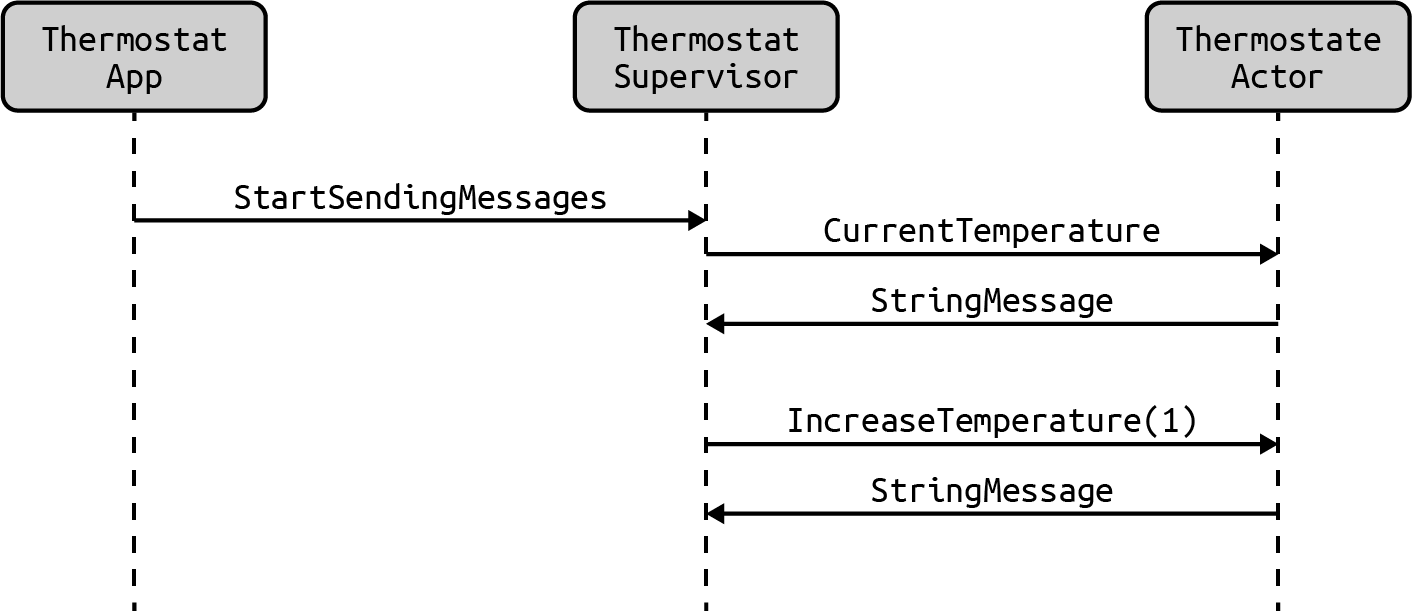 Thermostat
App
Thermostat
Supervisor
Thermostate
Actor
StartSendingMessages
CurrentTemperature
StringMessage
IncreaseTemperature(1)
StringMessage